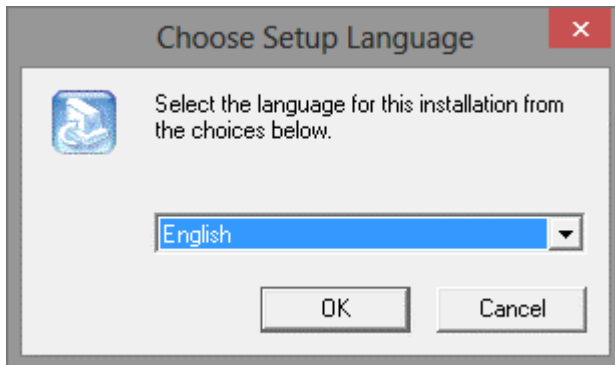 Choose Setup Language
Select the language for this installation from
the choices below.
English
OK
Cancel